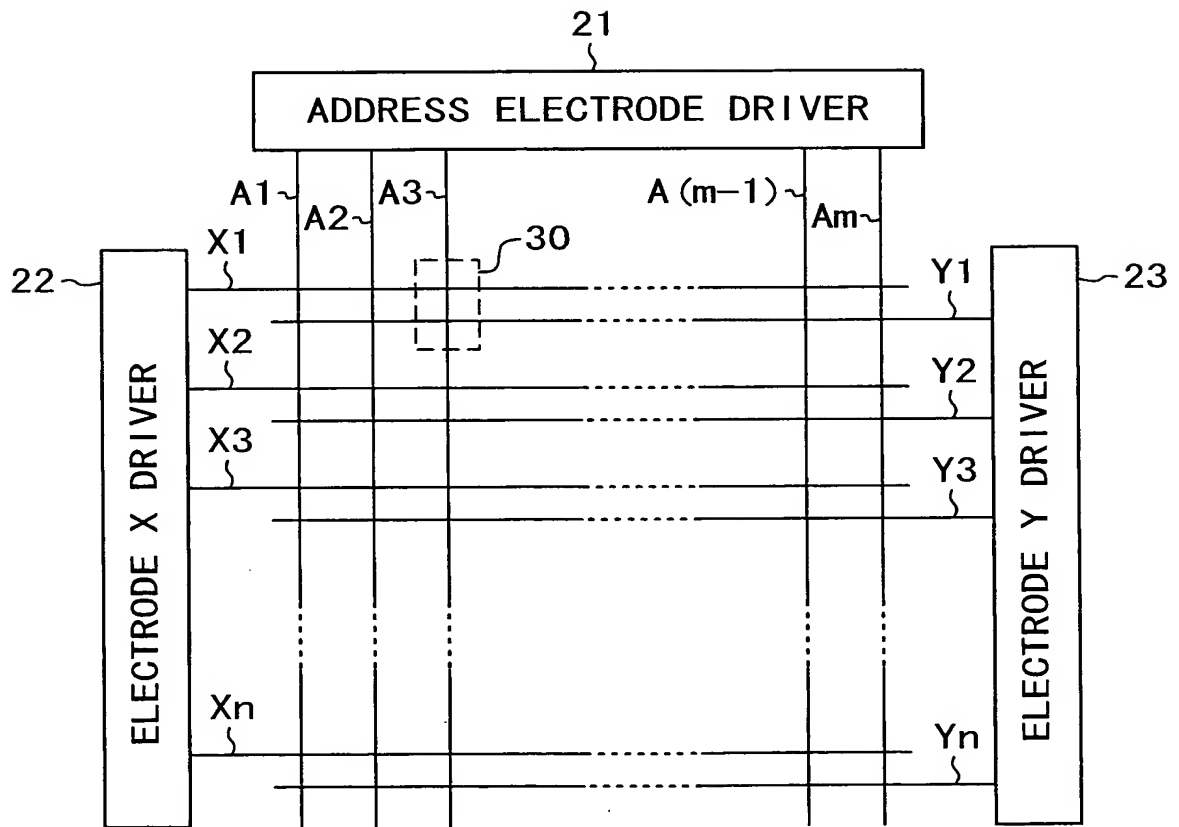 21
ADDRESS ELECTRODE DRIVER
A1
A2
A3
A(m-1)
Am
X1
30
22
Y1
23
X2
Y2
X3
Y3
ELECTRODE X DRIVER
ELECTRODE Y DRIVER
Xn
Yn